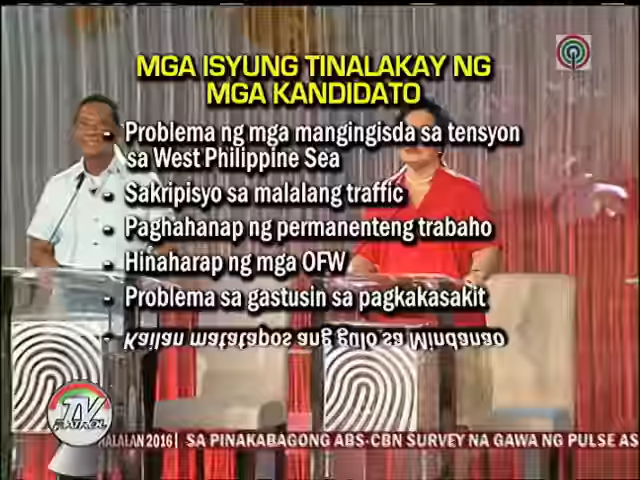 MGA ISYUNG TINALAKAY NG
MGA KANDIDATO
• Problema ng mga mangingisda sa tensyon
sa West Philippine Sea
• Sakripisyo sa malalang traffic
• Paghahanap ng permanenteng trabaho
• Hinaharap ng mga OFW
• Problema sa gastusin sa pagkakasakit
• Kailan matatapos ang gulo sa Mindanao
TV
PATROL
HALALAN 2016 | SA PINAKABAGONG ABS-CBN SURVEY NA GAWA NG PULSE AS